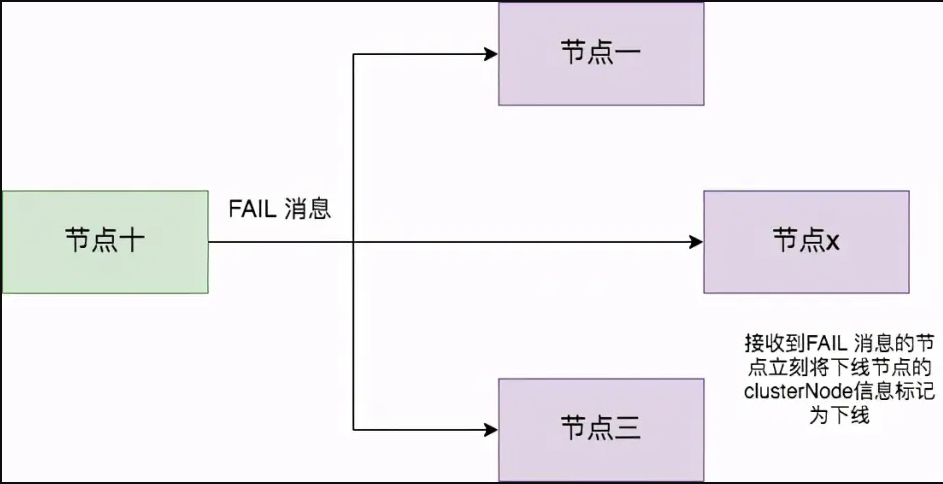 节点一
节点十
FAIL 消息
节点x
接收到FAIL 消息的节
点立刻将下线节点的
clusterNode信息标记
为下线
节点三